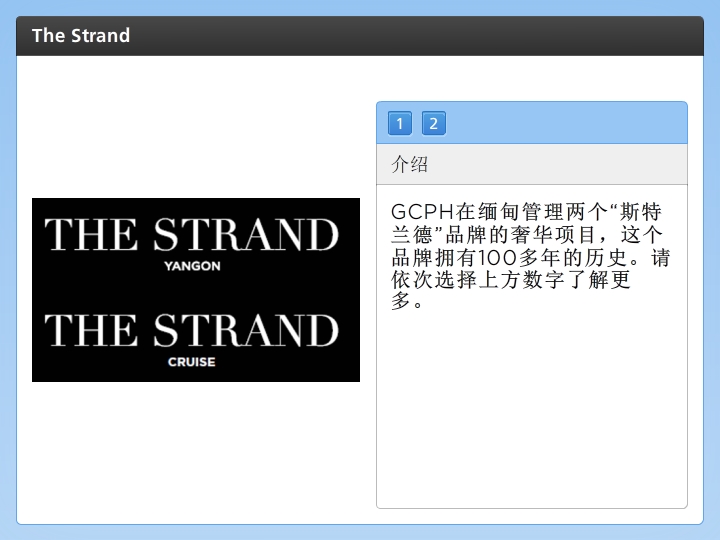 The Strand
THE STRAND
YANGON
THE STRAND
CRUISE
1 2
介绍
GCPH在缅甸管理两个“斯特
兰德”品牌的奢华项目，这个
品牌拥有100多年的历史。请
依次选择上方数字了解更
多。